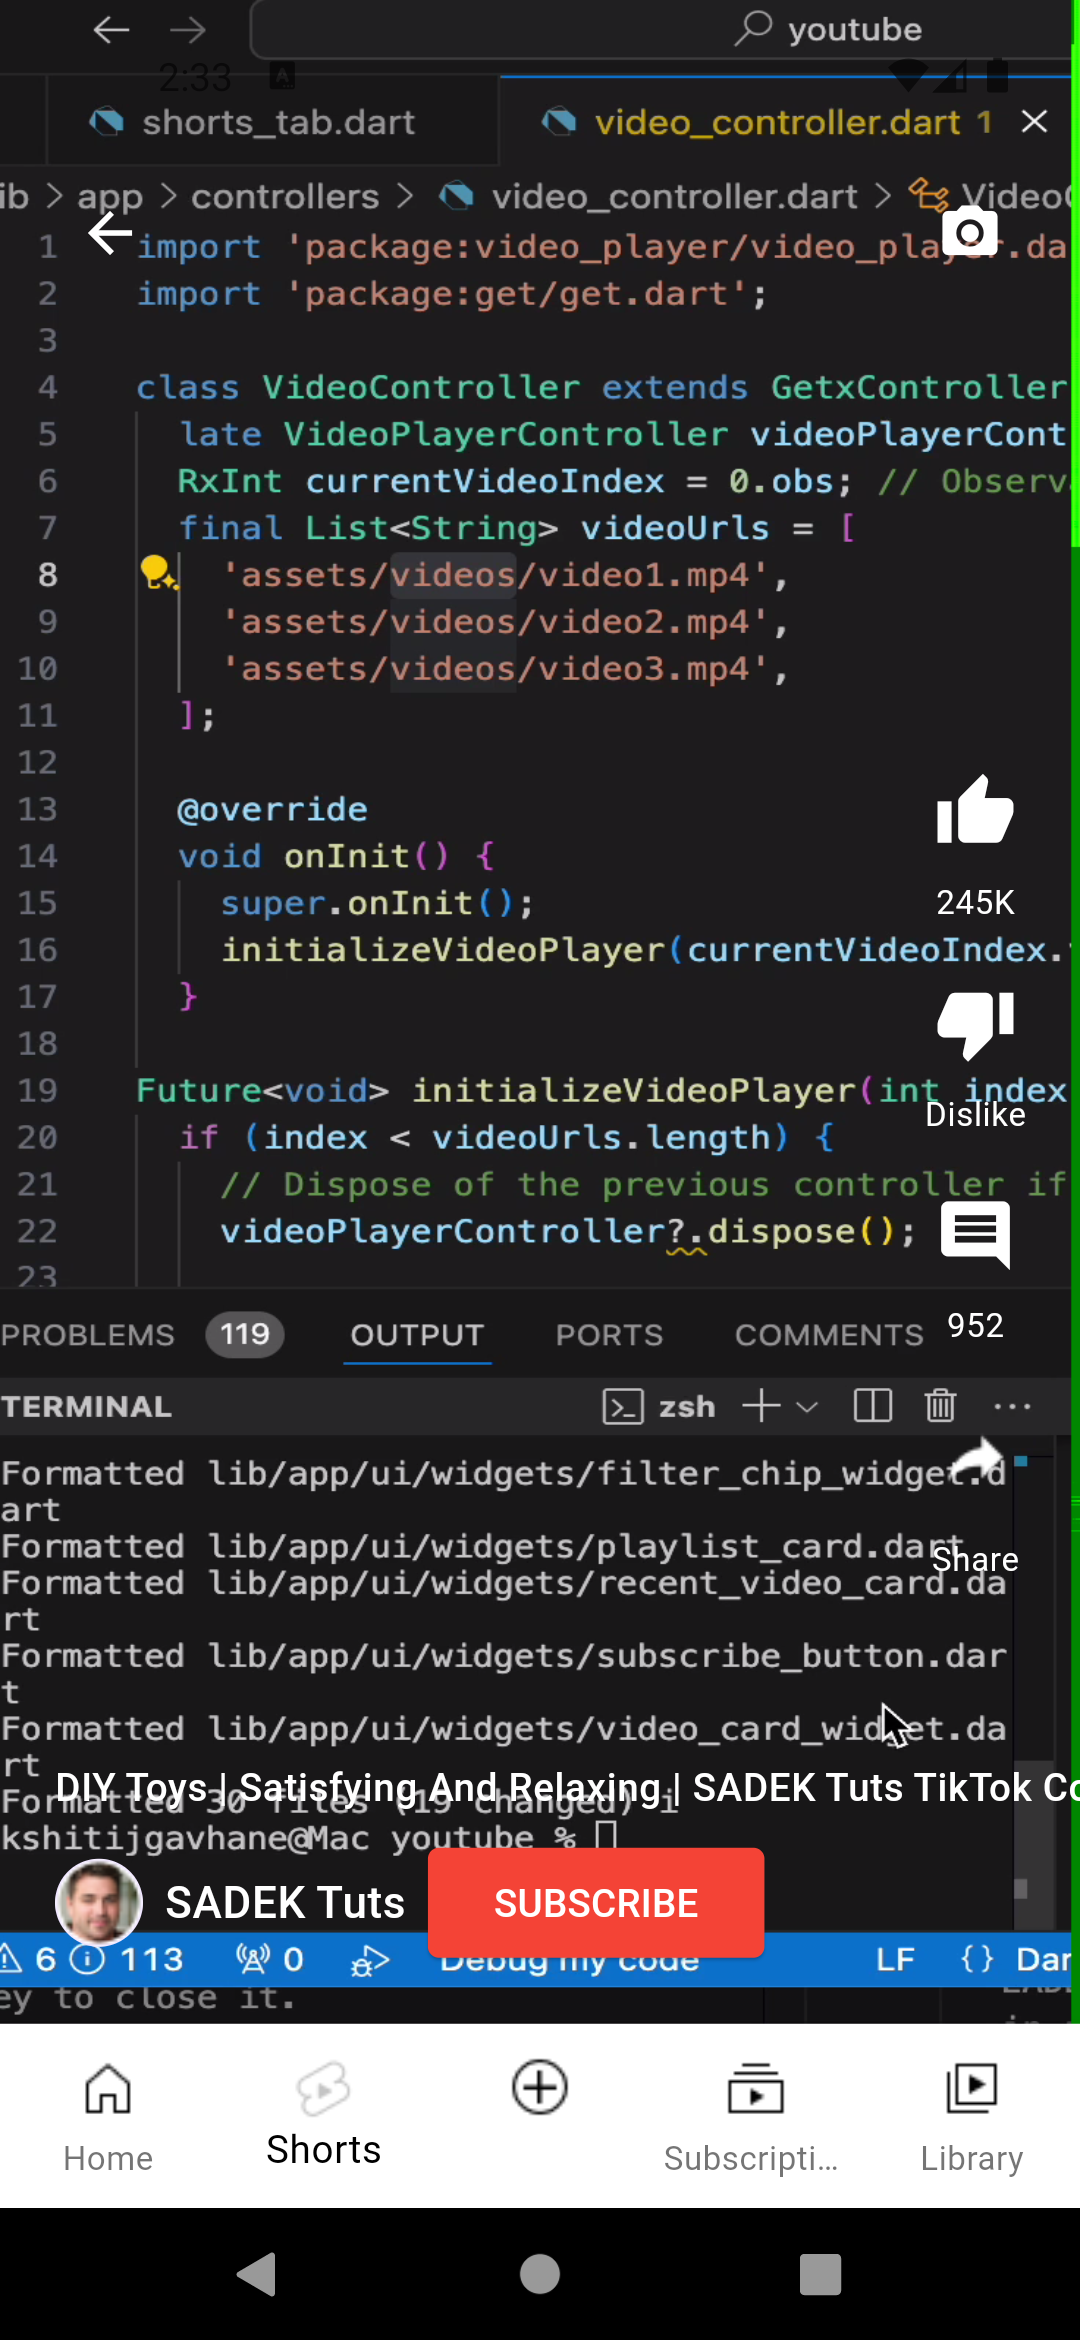 youtube
2:33
shorts_tab.dart
video_controller.dart 1
ib > app > controllers > video_controller.dart >
1 import 'package:video_player/video_player.da
2 import 'package:get/get.dart';
3
4 class VideoController extends GetxController
5 late VideoPlayerController videoPlayerCont
6 RxInt currentVideoIndex = 0.obs; // Observ
7 final List<String> videoUrls = [
8 'assets/videos/video1.mp4',
9 'assets/videos/video2.mp4',
10 'assets/videos/video3.mp4',
11 ];
12
13 @override
14 void onInit() {
15 super.onInit();
16 initializeVideoPlayer(currentVideoIndex.
17 }
18
19 Future<void> initializeVideoPlayer(int index
20 if (index < videoUrls.length) {
21 // Dispose of the previous controller if
22 videoPlayerController?.dispose();
23
245K
Dislike
952
Share
PROBLEMS 119 OUTPUT PORTS COMMENTS
TERMINAL zsh
Formatted lib/app/ui/widgets/filter_chip_widget.d
art
Formatted lib/app/ui/widgets/playlist_card.dart
Formatted lib/app/ui/widgets/recent_video_card.da
rt
Formatted lib/app/ui/widgets/subscribe_button.dar
t
Formatted lib/app/ui/widgets/video_card_widget.da
rt
DIY Toys | Satisfying And Relaxing | SADEK Tuts TikTok Co
Formatted 30 files (19 changed) i
kshitijgavhane@Mac youtube %
SADEK Tuts
SUBSCRIBE
6 113 0 Debug my code LF {} Dar
ey to close it.
Home
Shorts
Subscripti...
Library